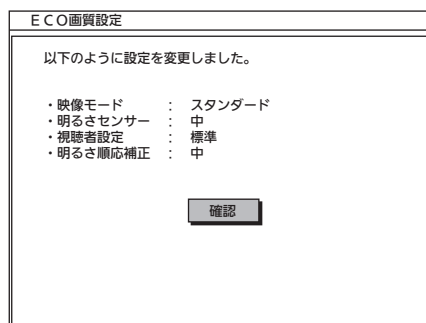 ＥＣＯ画質設定
以下のように設定を変更しました。
・映像モード ： スタンダード
・明るさセンサー ： 中
・視聴者設定 ： 標準
・明るさ順応補正 ： 中
確認